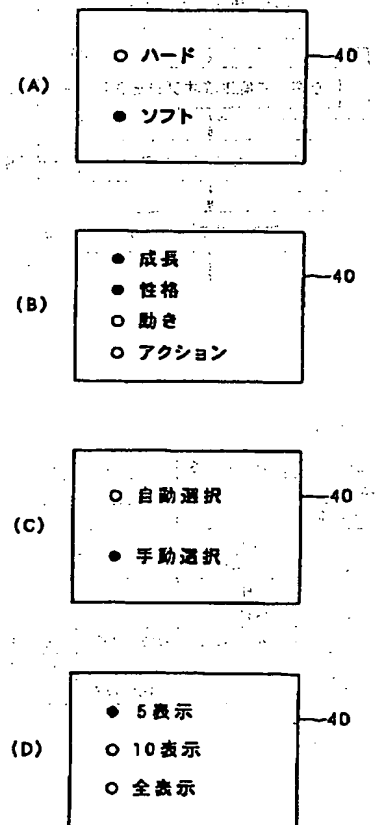 (A)
○ ハード
● ソフト
40
(B)
● 成長
● 性格
○動き
○ アクション
40
(C)
○ 自動選択
● 手動選択
40
(D)
● 5表示
○ 10表示
○ 全表示
40